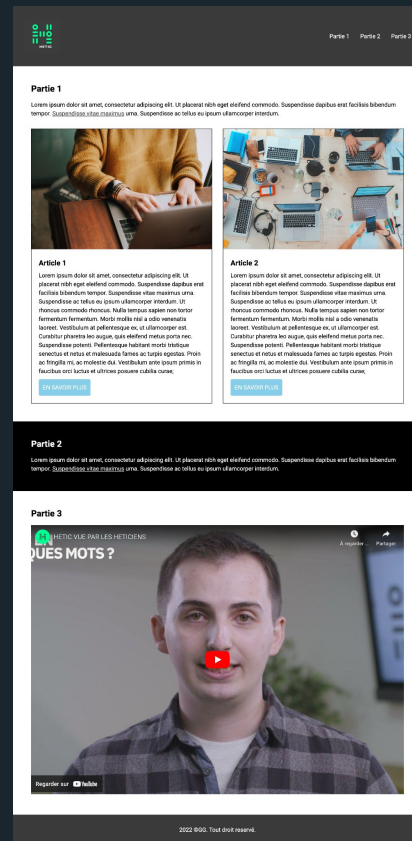 HETIC
Partie 1 Partie 2 Partie 3
Partie 1
Lorem ipsum dolor sit amet, consectetur adipiscing elit. Ut placerat nibh eget eleifend commodo. Suspendisse dapibus erat facilisis bibendum
tempor. Suspendisse vitae maximus urna. Suspendisse ac tellus eu ipsum ullamcorper interdum.
Article 1
Lorem ipsum dolor sit amet, consectetur adipiscing elit. Ut
placerat nibh eget eleifend commodo. Suspendisse dapibus erat
facilisis bibendum tempor. Suspendisse vitae maximus urna.
Suspendisse ac tellus eu ipsum ullamcorper interdum. Ut
rhoncus commodo rhoncus. Nulla tempus sapien non tortor
fermentum fermentum. Morbi mollis nisl a odio venenatis
laoreet. Vestibulum at pellentesque ex, ut ullamcorper est.
Curabitur pharetra leo augue, quis eleifend metus porta nec.
Suspendisse potenti. Pellentesque habitant morbi tristique
senectus et netus et malesuada fames ac turpis egestas. Proin
ac fringilla mi, ac molestie dui. Vestibulum ante ipsum primis in
faucibus orci luctus et ultrices posuere cubilia curae;
EN SAVOIR PLUS
Article 2
Lorem ipsum dolor sit amet, consectetur adipiscing elit. Ut
placerat nibh eget eleifend commodo. Suspendisse dapibus erat
facilisis bibendum tempor. Suspendisse vitae maximus urna.
Suspendisse ac tellus eu ipsum ullamcorper interdum. Ut
rhoncus commodo rhoncus. Nulla tempus sapien non tortor
fermentum fermentum. Morbi mollis nisl a odio venenatis
laoreet. Vestibulum at pellentesque ex, ut ullamcorper est.
Curabitur pharetra leo augue, quis eleifend metus porta nec.
Suspendisse potenti. Pellentesque habitant morbi tristique
senectus et netus et malesuada fames ac turpis egestas. Proin
ac fringilla mi, ac molestie dui. Vestibulum ante ipsum primis in
faucibus orci luctus et ultrices posuere cubilia curae;
EN SAVOIR PLUS
Partie 2
Lorem ipsum dolor sit amet, consectetur adipiscing elit. Ut placerat nibh eget eleifend commodo. Suspendisse dapibus erat facilisis bibendum
tempor. Suspendisse vitae maximus urna. Suspendisse ac tellus eu ipsum ullamcorper interdum.
Partie 3
HETIC VUE PAR LES HETICIENS
À regarder ... Partager
EN
QUES MOTS ?
Regarder sur YouTube
2022 ©GG. Tout droit reservé.